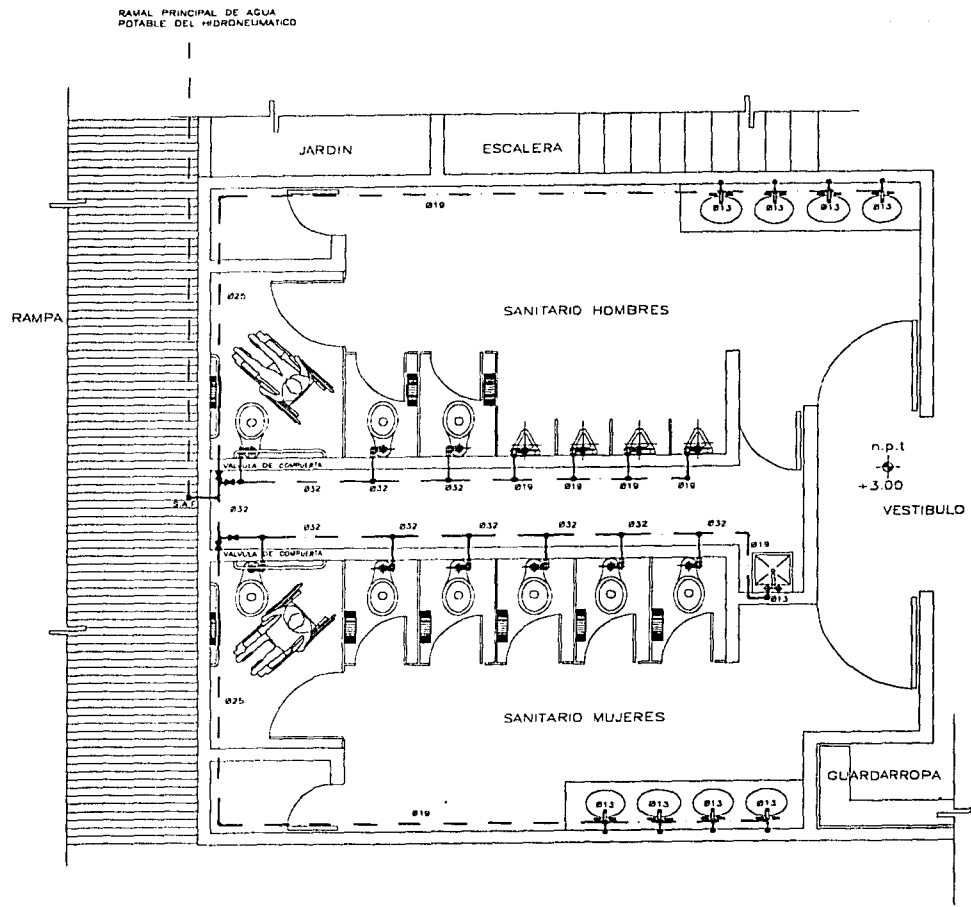 RAMAL PRINCIPAL DE AGUA
POTABLE DEL HIDRONEUMATICO
JARDIN
ESCALERA
Ø19
Ø13 Ø13 Ø13 Ø13
Ø25
SANITARIO HOMBRES
RAMPA
n.p.t
+3.00
VESTIBULO
VALVULA DE COMPUERTA
Ø32 Ø32 Ø32 Ø19 Ø19 Ø19 Ø19
S.A.F
Ø32
Ø32 Ø32 Ø32 Ø32 Ø32 Ø32
VALVULA DE COMPUERTA
Ø19
Ø13
Ø25
SANITARIO MUJERES
GUARDARROPA
Ø19
Ø13 Ø13 Ø13 Ø13